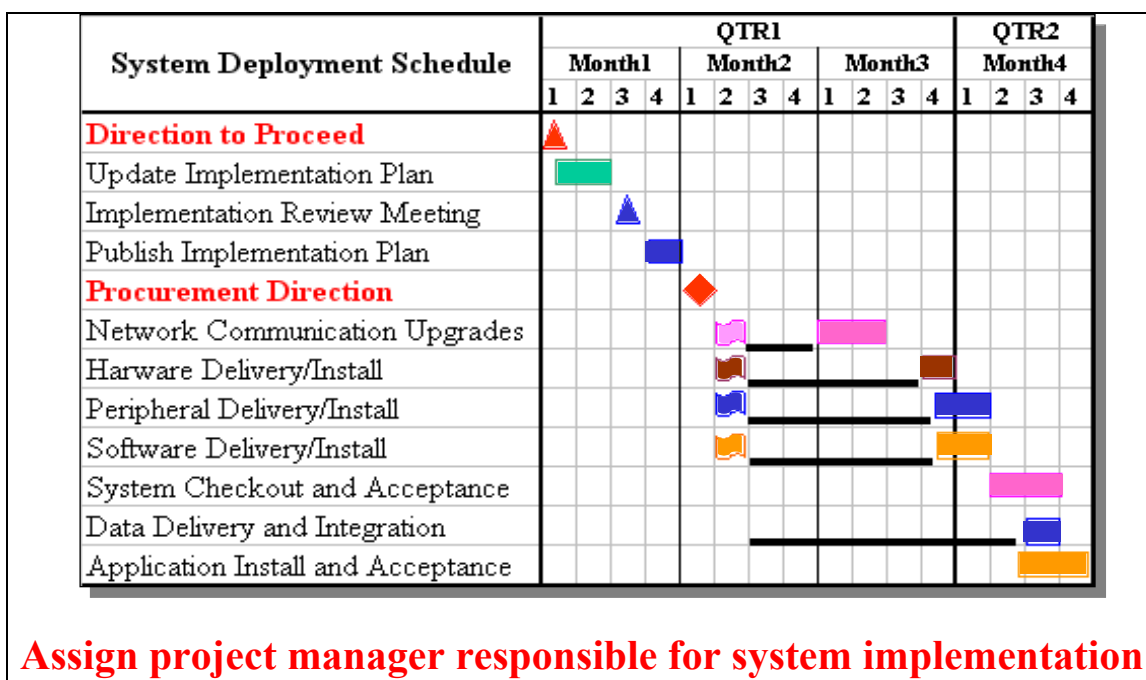 QTR1 QTR2
System Deployment Schedule Month1 Month2 Month3 Month4
1 2 3 4 1 2 3 4 1 2 3 4 1 2 3 4
Direction to Proceed
Update Implementation Plan
Implementation Review Meeting
Publish Implementation Plan
Procurement Direction
Network Communication Upgrades
Harware Delivery/Install
Peripheral Delivery/Install
Software Delivery/Install
System Checkout and Acceptance
Data Delivery and Integration
Application Install and Acceptance
Assign project manager responsible for system implementation